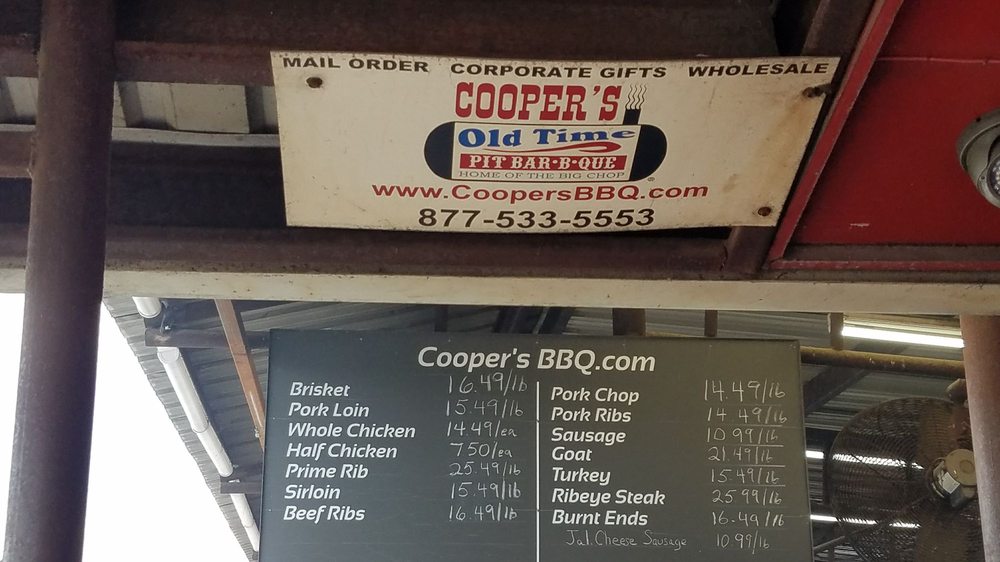 MAIL ORDER CORPORATE GIFTS WHOLESALE
COOPER'S
Old Time
PIT BAR·B·QUE
HOME OF THE BIG CHOP
www.CoopersBBQ.com
877-533-5553
Cooper's BBQ.com
Brisket 16.49/lb
Pork Loin 15.49/lb
Whole Chicken 14.49/ea
Half Chicken 7.50/ea
Prime Rib 25.49/lb
Sirloin 15.49/lb
Beef Ribs 16.49/lb
Pork Chop 14.49/lb
Pork Ribs 14.49/lb
Sausage 10.99/lb
Goat 21.49/lb
Turkey 15.49/lb
Ribeye Steak 25.99/lb
Burnt Ends 16.49/lb
Jal. Cheese Sausage 10.99/lb